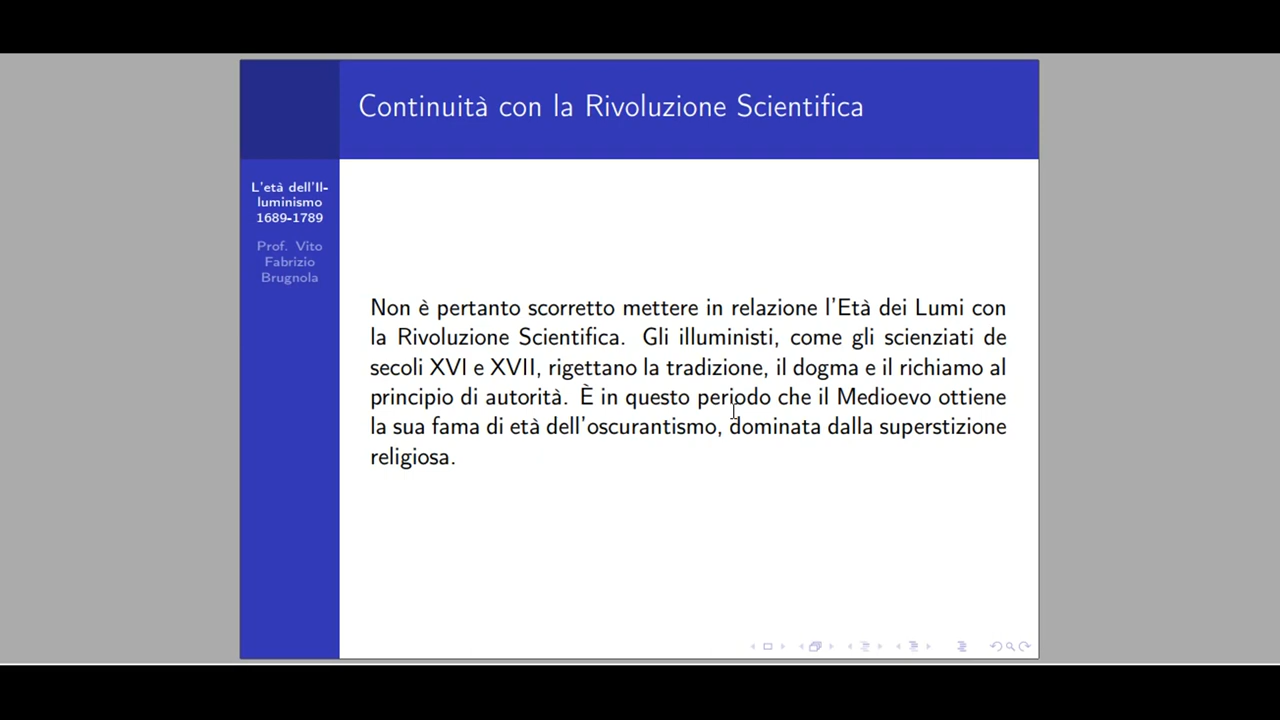 Continuità con la Rivoluzione Scientifica
L'età dell'Il-
luminismo
1689-1789
Prof. Vito
Fabrizio
Brugnola
Non è pertanto scorretto mettere in relazione l'Età dei Lumi con
la Rivoluzione Scientifica. Gli illuministi, come gli scienziati de
secoli XVI e XVII, rigettano la tradizione, il dogma e il richiamo al
principio di autorità. È in questo periodo che il Medioevo ottiene
la sua fama di età dell'oscurantismo, dominata dalla superstizione
religiosa.